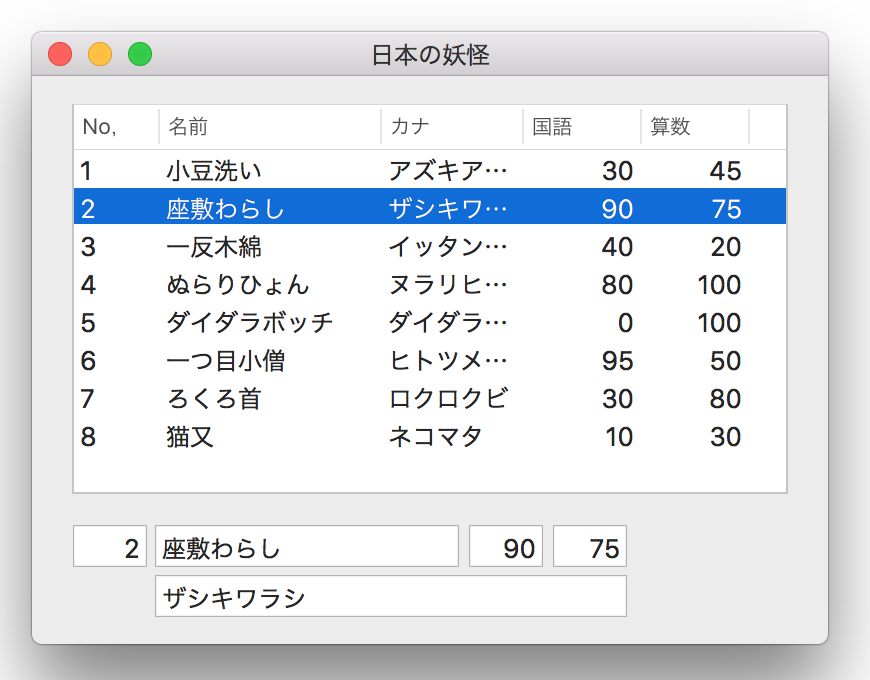 日本の妖怪
No, 名前 カナ 国語 算数
1 小豆洗い アズキア… 30 45
2 座敷わらし ザシキワ… 90 75
3 一反木綿 イッタン… 40 20
4 ぬらりひょん ヌラリヒ… 80 100
5 ダイダラボッチ ダイダラ… 0 100
6 一つ目小僧 ヒトツメ… 95 50
7 ろくろ首 ロクロクビ 30 80
8 猫又 ネコマタ 10 30
2 座敷わらし 90 75
ザシキワラシ